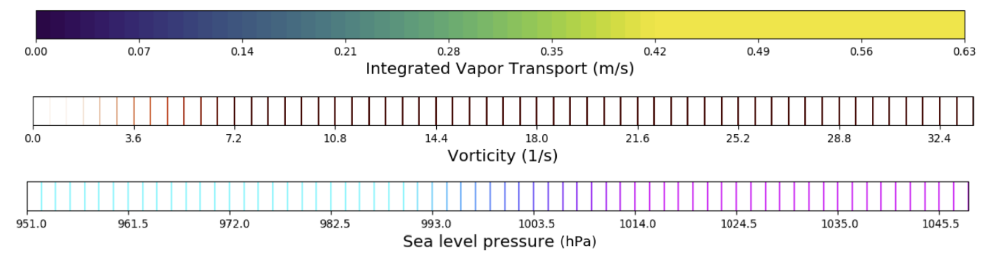 0.00 0.07 0.14 0.21 0.28 0.35 0.42 0.49 0.56 0.63
Integrated Vapor Transport (m/s)
0.0 3.6 7.2 10.8 14.4 18.0 21.6 25.2 28.8 32.4
Vorticity (1/s)
951.0 961.5 972.0 982.5 993.0 1003.5 1014.0 1024.5 1035.0 1045.5
Sea level pressure (hPa)